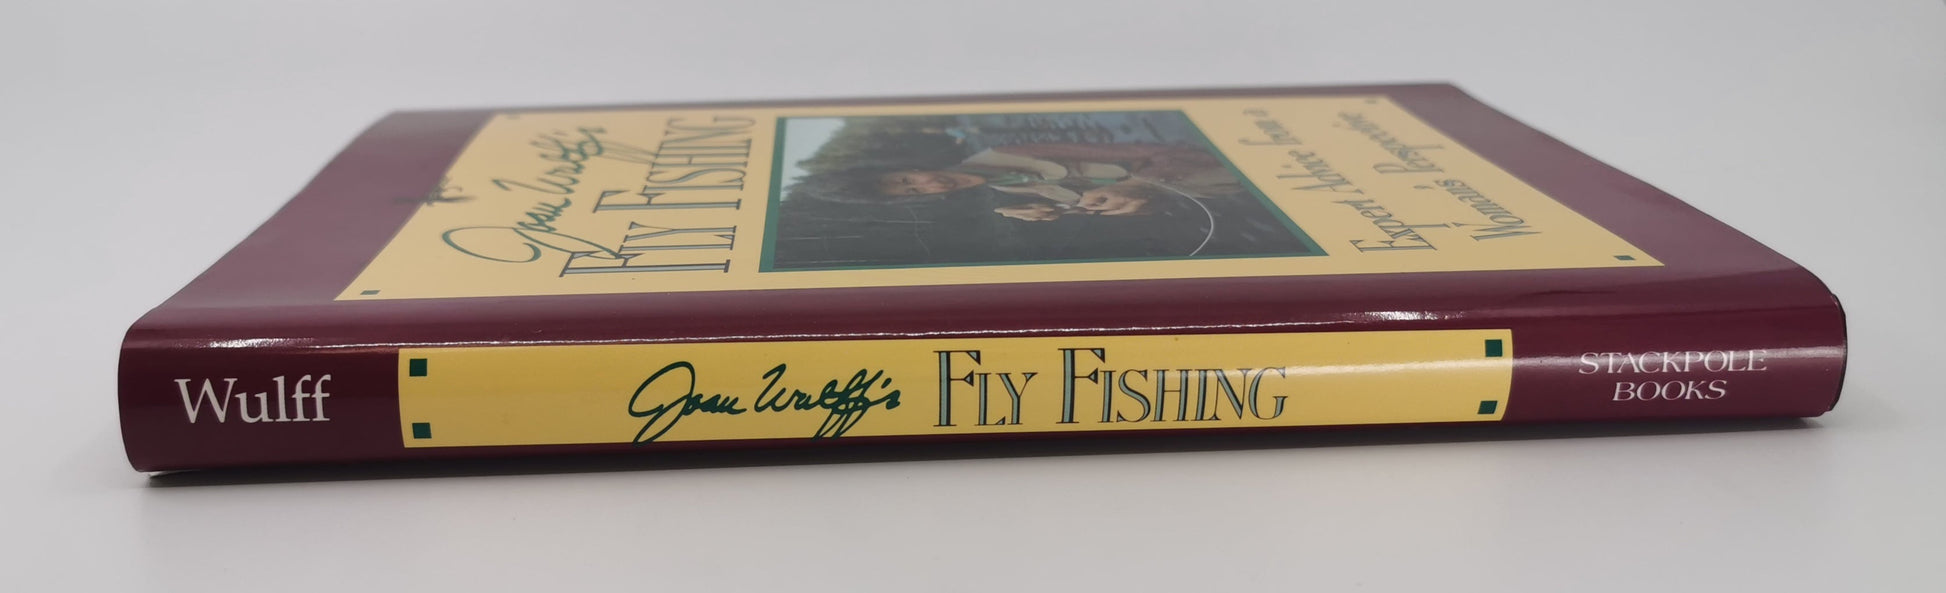 Joan Wulff's
FLY FISHING
Expert Advice from a
Woman's Perspective
Wulff
Joan Wulff's FLY FISHING
STACKPOLE
BOOKS